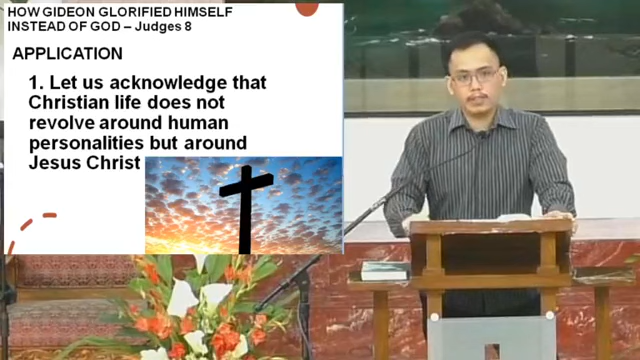 HOW GIDEON GLORIFIED HIMSELF
INSTEAD OF GOD – Judges 8
APPLICATION
1. Let us acknowledge that
Christian life does not
revolve around human
personalities but around
Jesus Christ